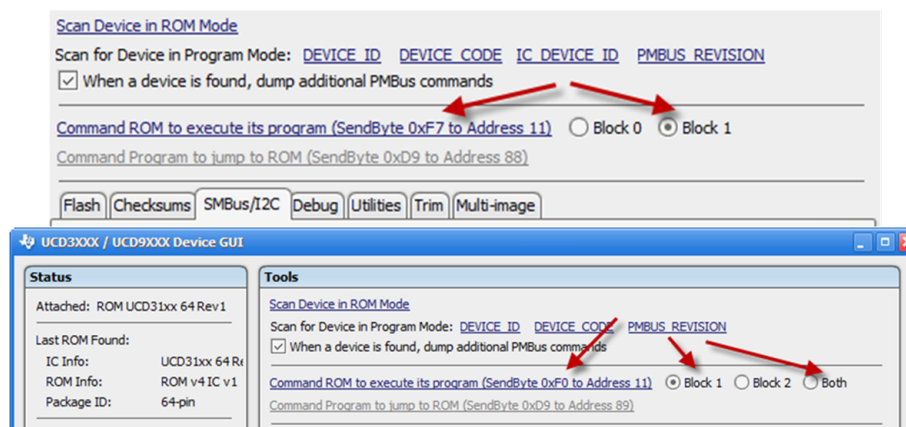 Scan Device in ROM Mode
Scan for Device in Program Mode: DEVICE_ID DEVICE_CODE IC_DEVICE_ID PMBUS_REVISION
When a device is found, dump additional PMBus commands
Command ROM to execute its program (SendByte 0xF7 to Address 11) Block 0 Block 1
Command Program to jump to ROM (SendByte 0xD9 to Address 88)
Flash Checksums SMBus/I2C Debug Utilities Trim Multi-image
UCD3XXX / UCD9XXX Device GUI
Status
Attached: ROM UCD31xx 64 Rev1
Last ROM Found:
IC Info: UCD31xx 64 Re
ROM Info: ROM v4 IC v1
Package ID: 64-pin
Tools
Scan Device in ROM Mode
Scan for Device in Program Mode: DEVICE_ID DEVICE_CODE PMBUS_REVISION
When a device is found, dump additional PMBus commands
Command ROM to execute its program (SendByte 0xF0 to Address 11) Block 1 Block 2 Both
Command Program to jump to ROM (SendByte 0xD9 to Address 89)